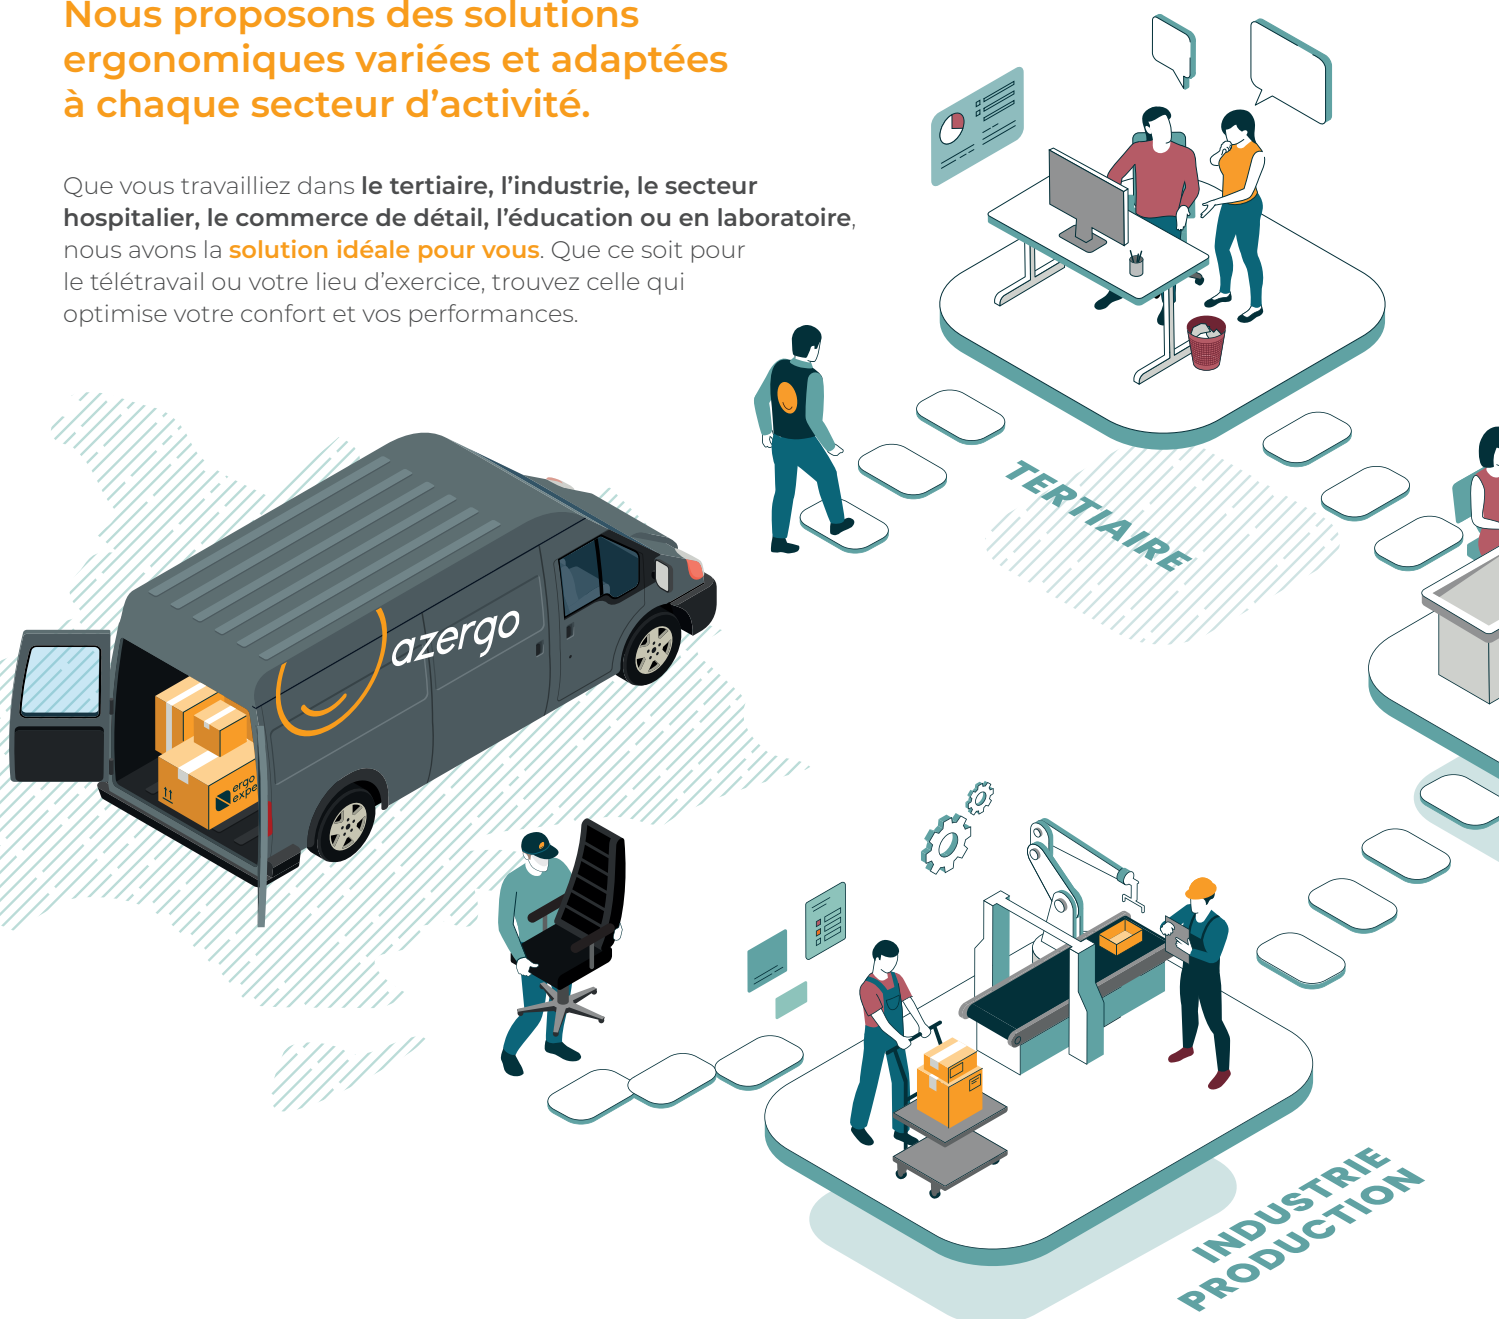 Nous proposons des solutions
ergonomiques variées et adaptées
à chaque secteur d’activité.
Que vous travailliez dans le tertiaire, l’industrie, le secteur
hospitalier, le commerce de détail, l’éducation ou en laboratoire,
nous avons la solution idéale pour vous. Que ce soit pour
le télétravail ou votre lieu d’exercice, trouvez celle qui
optimise votre confort et vos performances.
TERTIAIRE
azergo
ergo
expe
INDUSTRIE
PRODUCTION